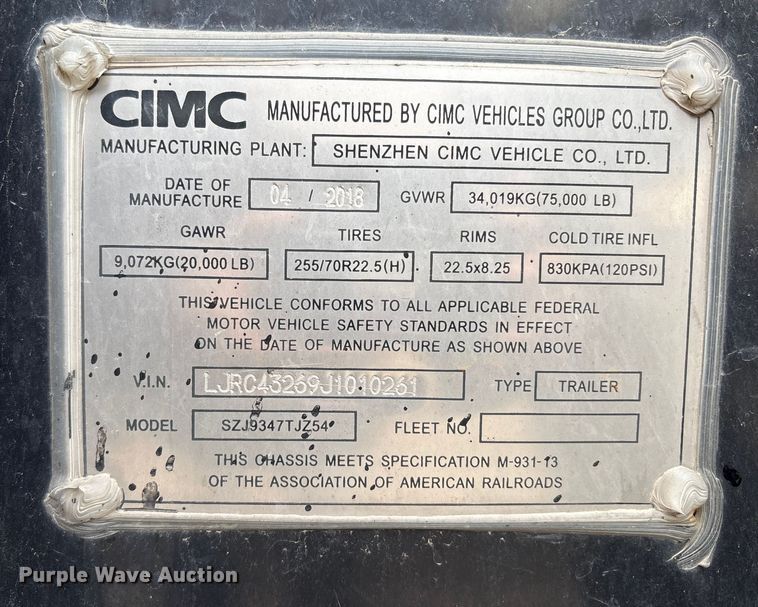 CIMC MANUFACTURED BY CIMC VEHICLES GROUP CO.,LTD.
MANUFACTURING PLANT: SHENZHEN CIMC VEHICLE CO., LTD.
DATE OF MANUFACTURE 04 / 2018 GVWR 34,019KG(75,000 LB)
GAWR TIRES RIMS COLD TIRE INFL
9,072KG(20,000 LB) 255/70R22.5(H) 22.5x8.25 830KPA(120PSI)
THIS VEHICLE CONFORMS TO ALL APPLICABLE FEDERAL
MOTOR VEHICLE SAFETY STANDARDS IN EFFECT
ON THE DATE OF MANUFACTURE AS SHOWN ABOVE
V.I.N. LJRC43269J1010261 TYPE TRAILER
MODEL SZJ9347TJZ54 FLEET NO.
THIS CHASSIS MEETS SPECIFICATION M-931-13
OF THE ASSOCIATION OF AMERICAN RAILROADS
Purple Wave Auction